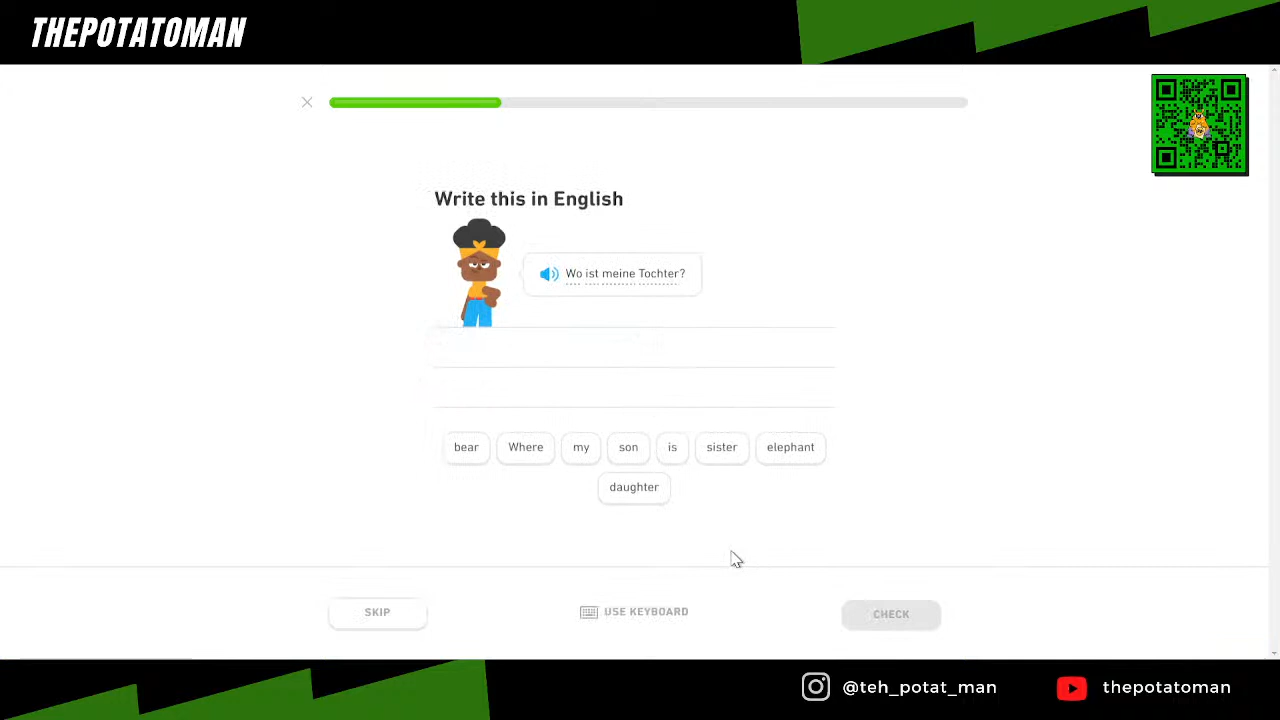 THEPOTATOMAN
Write this in English
Wo ist meine Tochter?
bear Where my son is sister elephant
daughter
SKIP USE KEYBOARD CHECK
@teh_potat_man thepotatoman